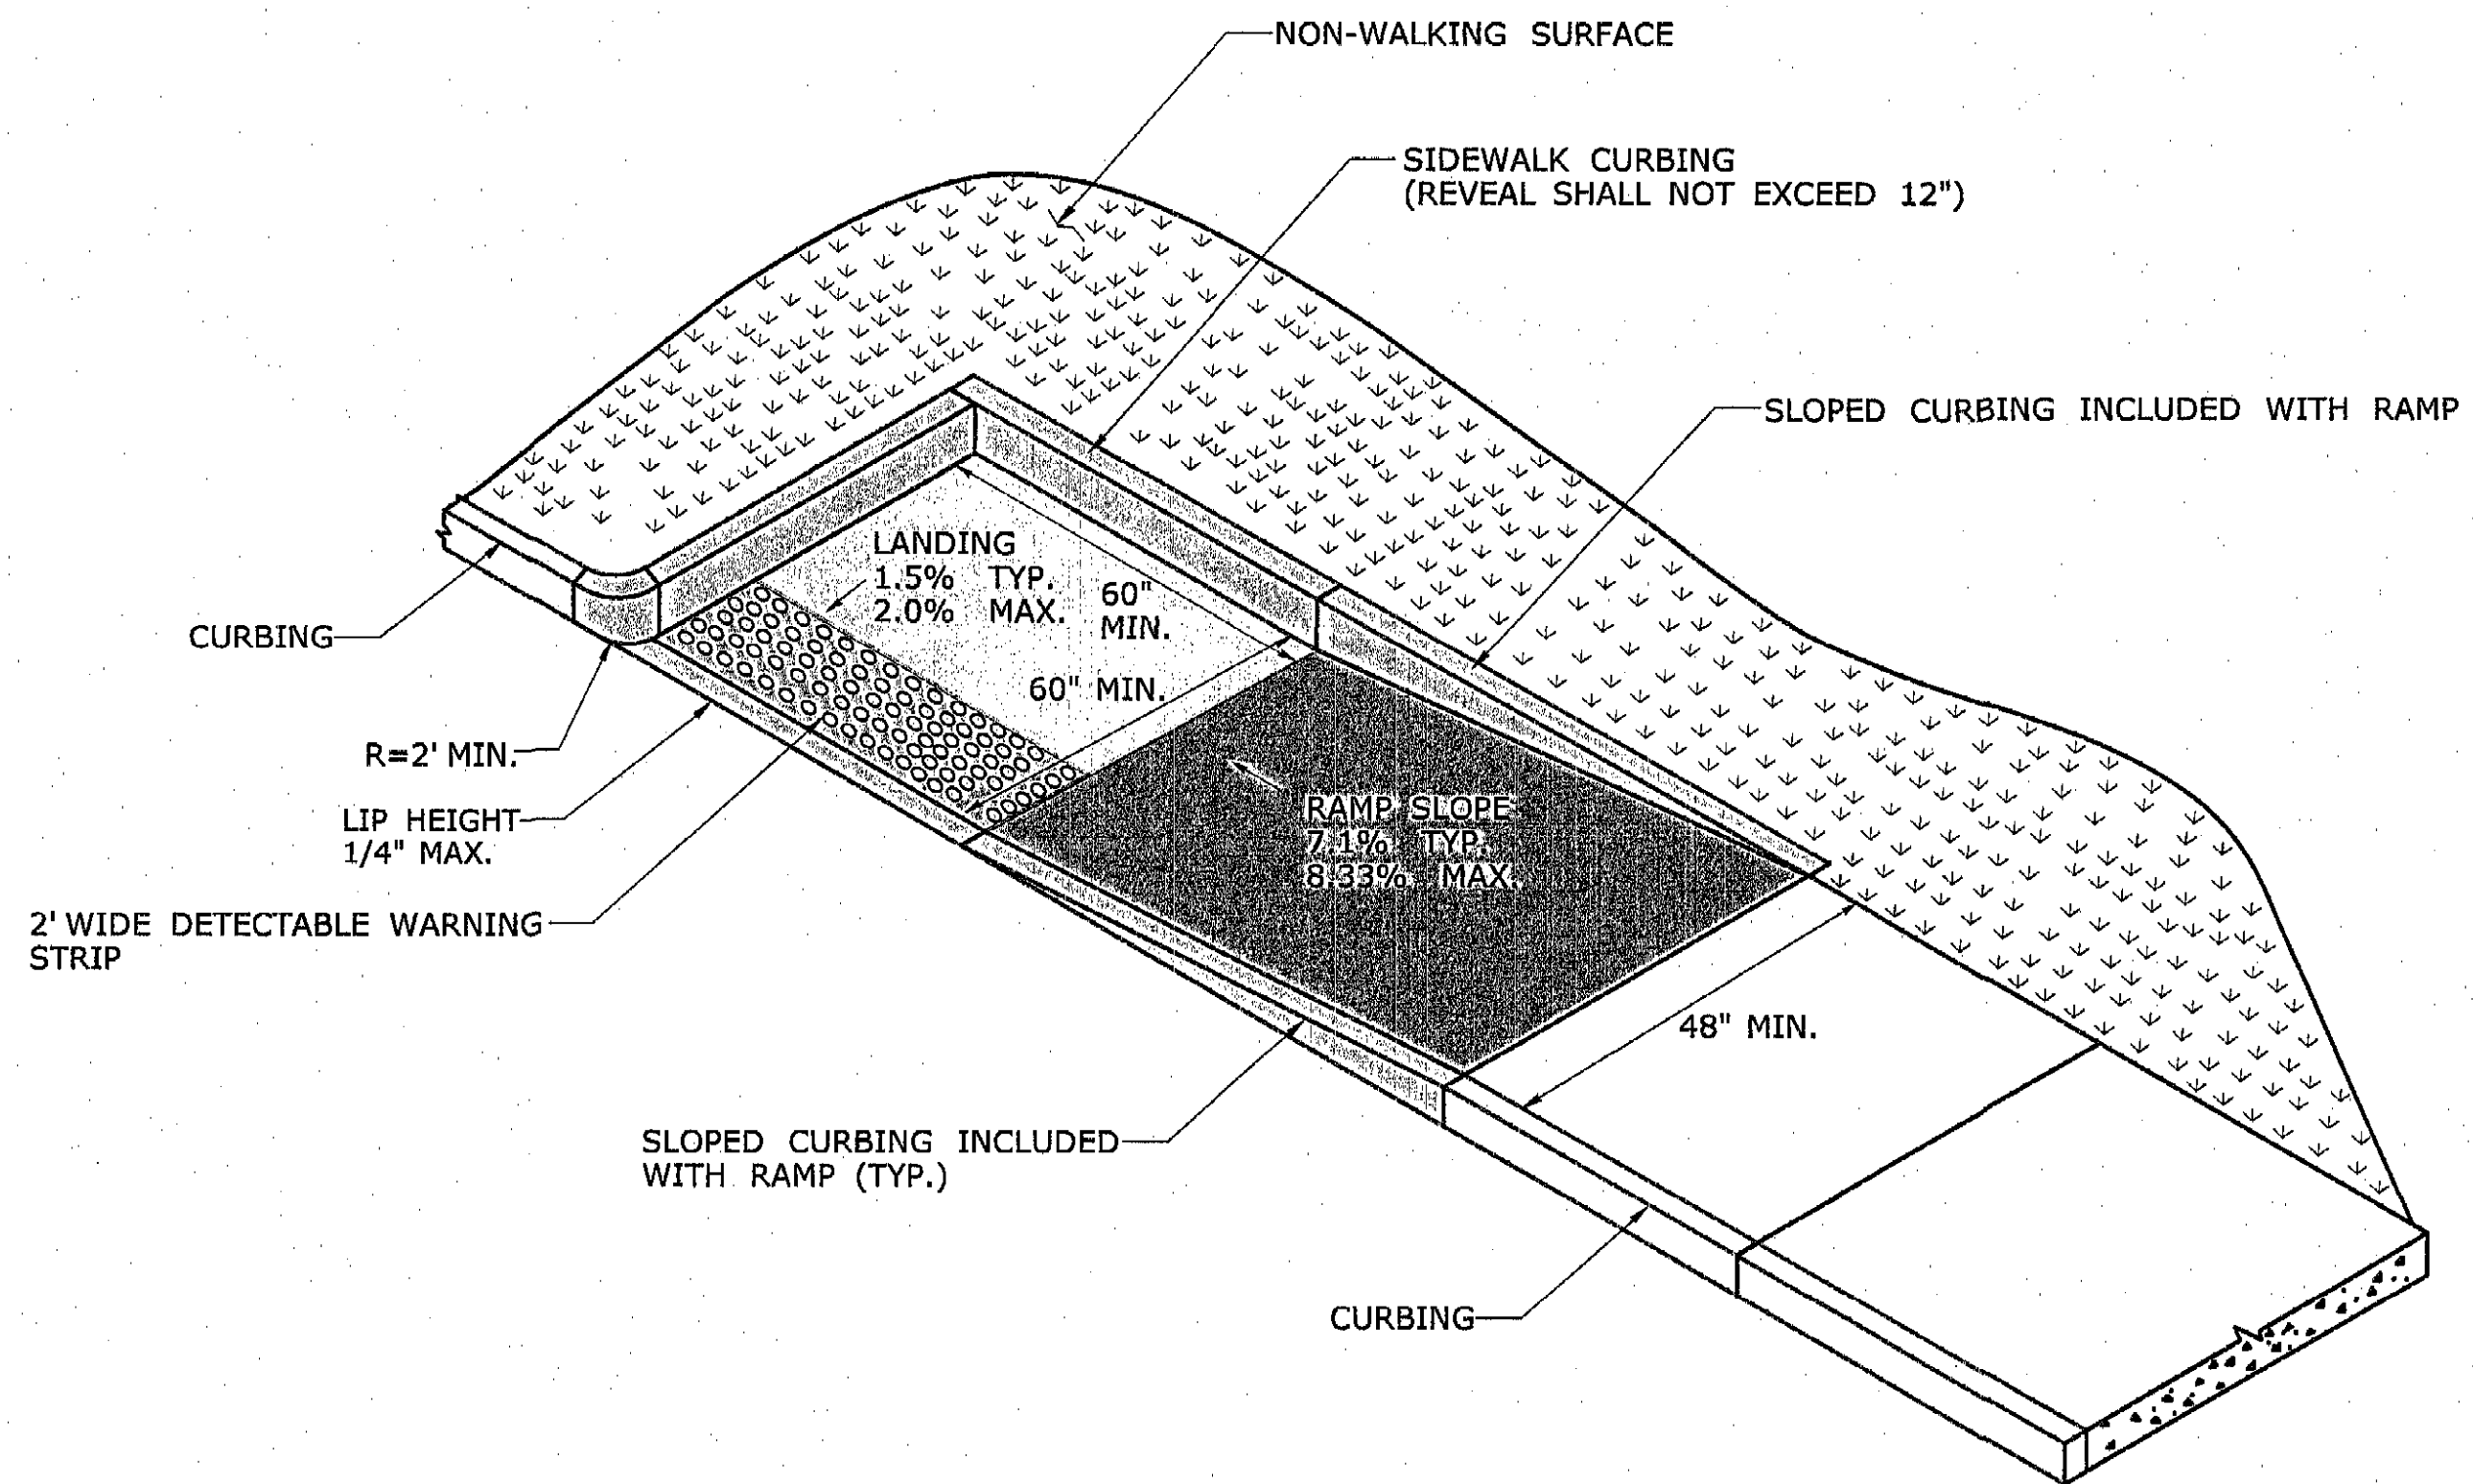 NON-WALKING SURFACE
SIDEWALK CURBING
(REVEAL SHALL NOT EXCEED 12")
SLOPED CURBING INCLUDED WITH RAMP
LANDING
1.5% TYP.
2.0% MAX.
60"
MIN.
CURBING
60" MIN.
R=2' MIN.
LIP HEIGHT
1/4" MAX.
RAMP SLOPE
7.1% TYP.
8.33% MAX.
2' WIDE DETECTABLE WARNING
STRIP
48" MIN.
SLOPED CURBING INCLUDED
WITH RAMP (TYP.)
CURBING